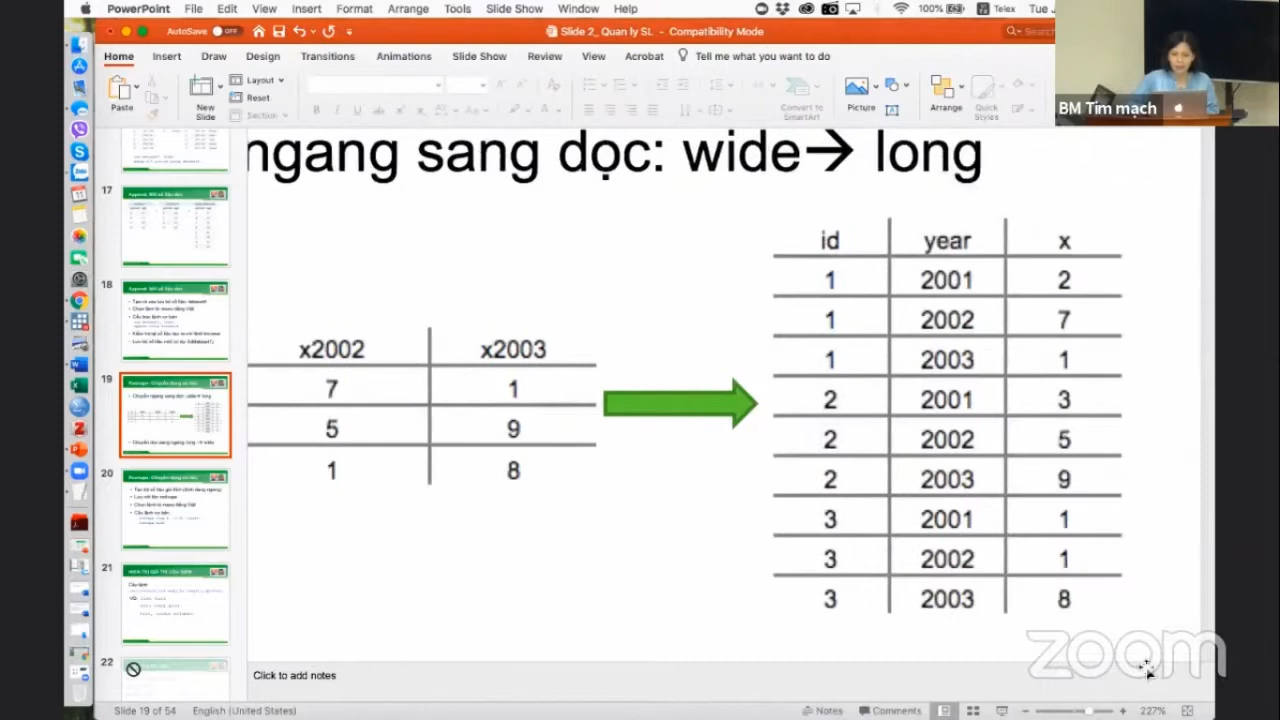 PowerPoint File Edit View Insert Format Arrange Tools Slide Show Window Help 100% Telex Tue
AutoSave OFF Slide 2_ Quan ly SL - Compatibility Mode Search
Home Insert Draw Design Transitions Animations Slide Show Review View Acrobat Tell me what you want to do
Paste New Slide Layout Reset Section Convert to SmartArt Picture Arrange Quick Styles
BM Tim mạch
ngang sang dọc: wide→ long
17
18
19
20
21
22
x2002 x2003
7 1
5 9
1 8
id year x
1 2001 2
1 2002 7
1 2003 1
2 2001 3
2 2002 5
2 2003 9
3 2001 1
3 2002 1
3 2003 8
zoom
Click to add notes
Slide 19 of 54 English (United States) Notes Comments 227%